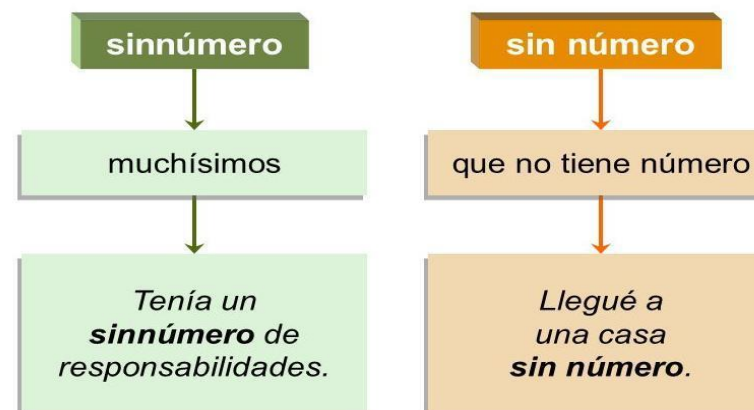 sinnúmero
muchísimos
Tenía un
sinnúmero de
responsabilidades.
sin número
que no tiene número
Llegué a
una casa
sin número.